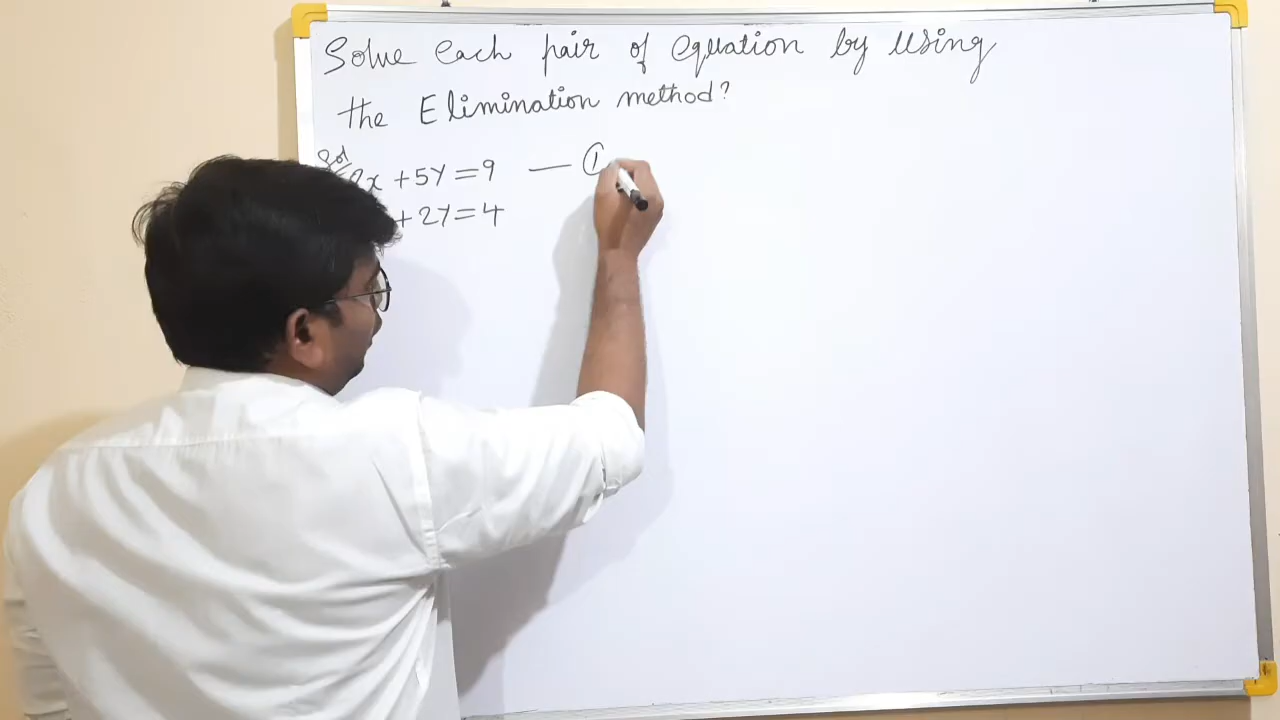 Solve each pair of equation by using
the Elimination method?
Sol
2x + 5y = 9 — ①
+ 2y = 4